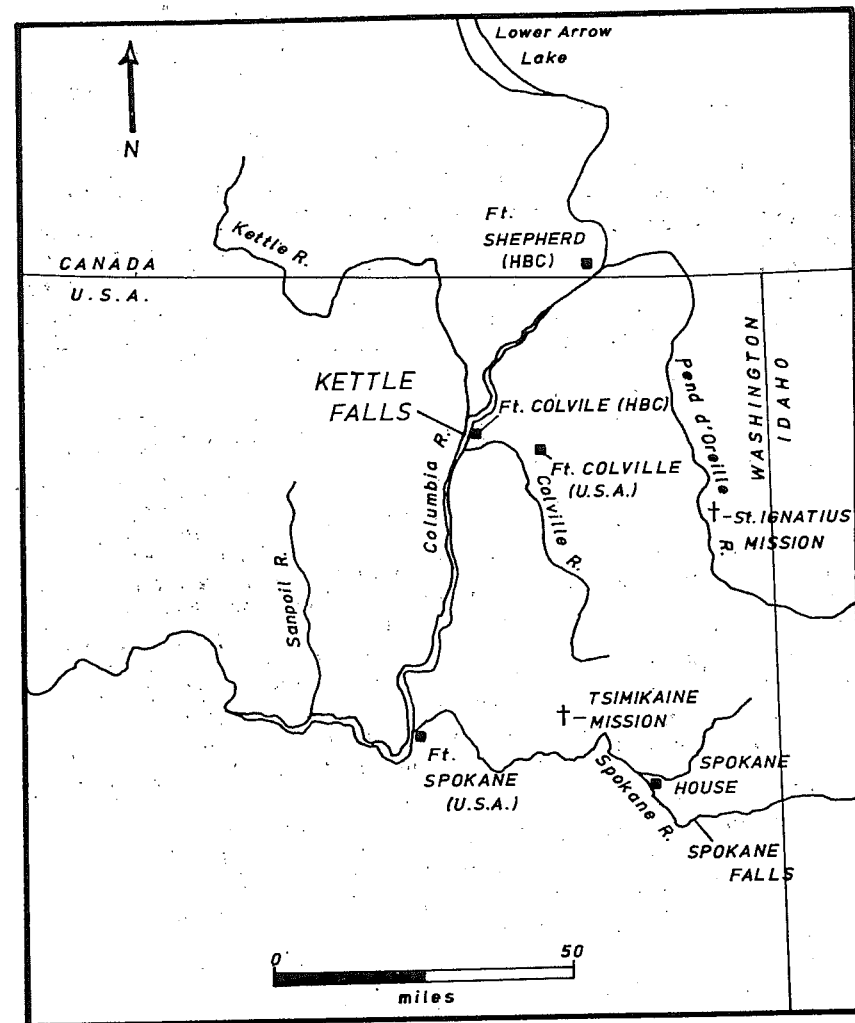 Lower Arrow
Lake
N
Kettle R.
Ft.
SHEPHERD
(HBC)
CANADA
U.S.A.
WASHINGTON
IDAHO
KETTLE
FALLS
Ft. COLVILE (HBC)
Ft. COLVILLE
(U.S.A.)
Pend d'Oreille
R.
Columbia R.
Colville R.
St. IGNATIUS
MISSION
Sanpoil R.
TSIMIKAINE
MISSION
Ft.
SPOKANE
(U.S.A.)
SPOKANE
HOUSE
Spokane R.
SPOKANE
FALLS
0 50
miles